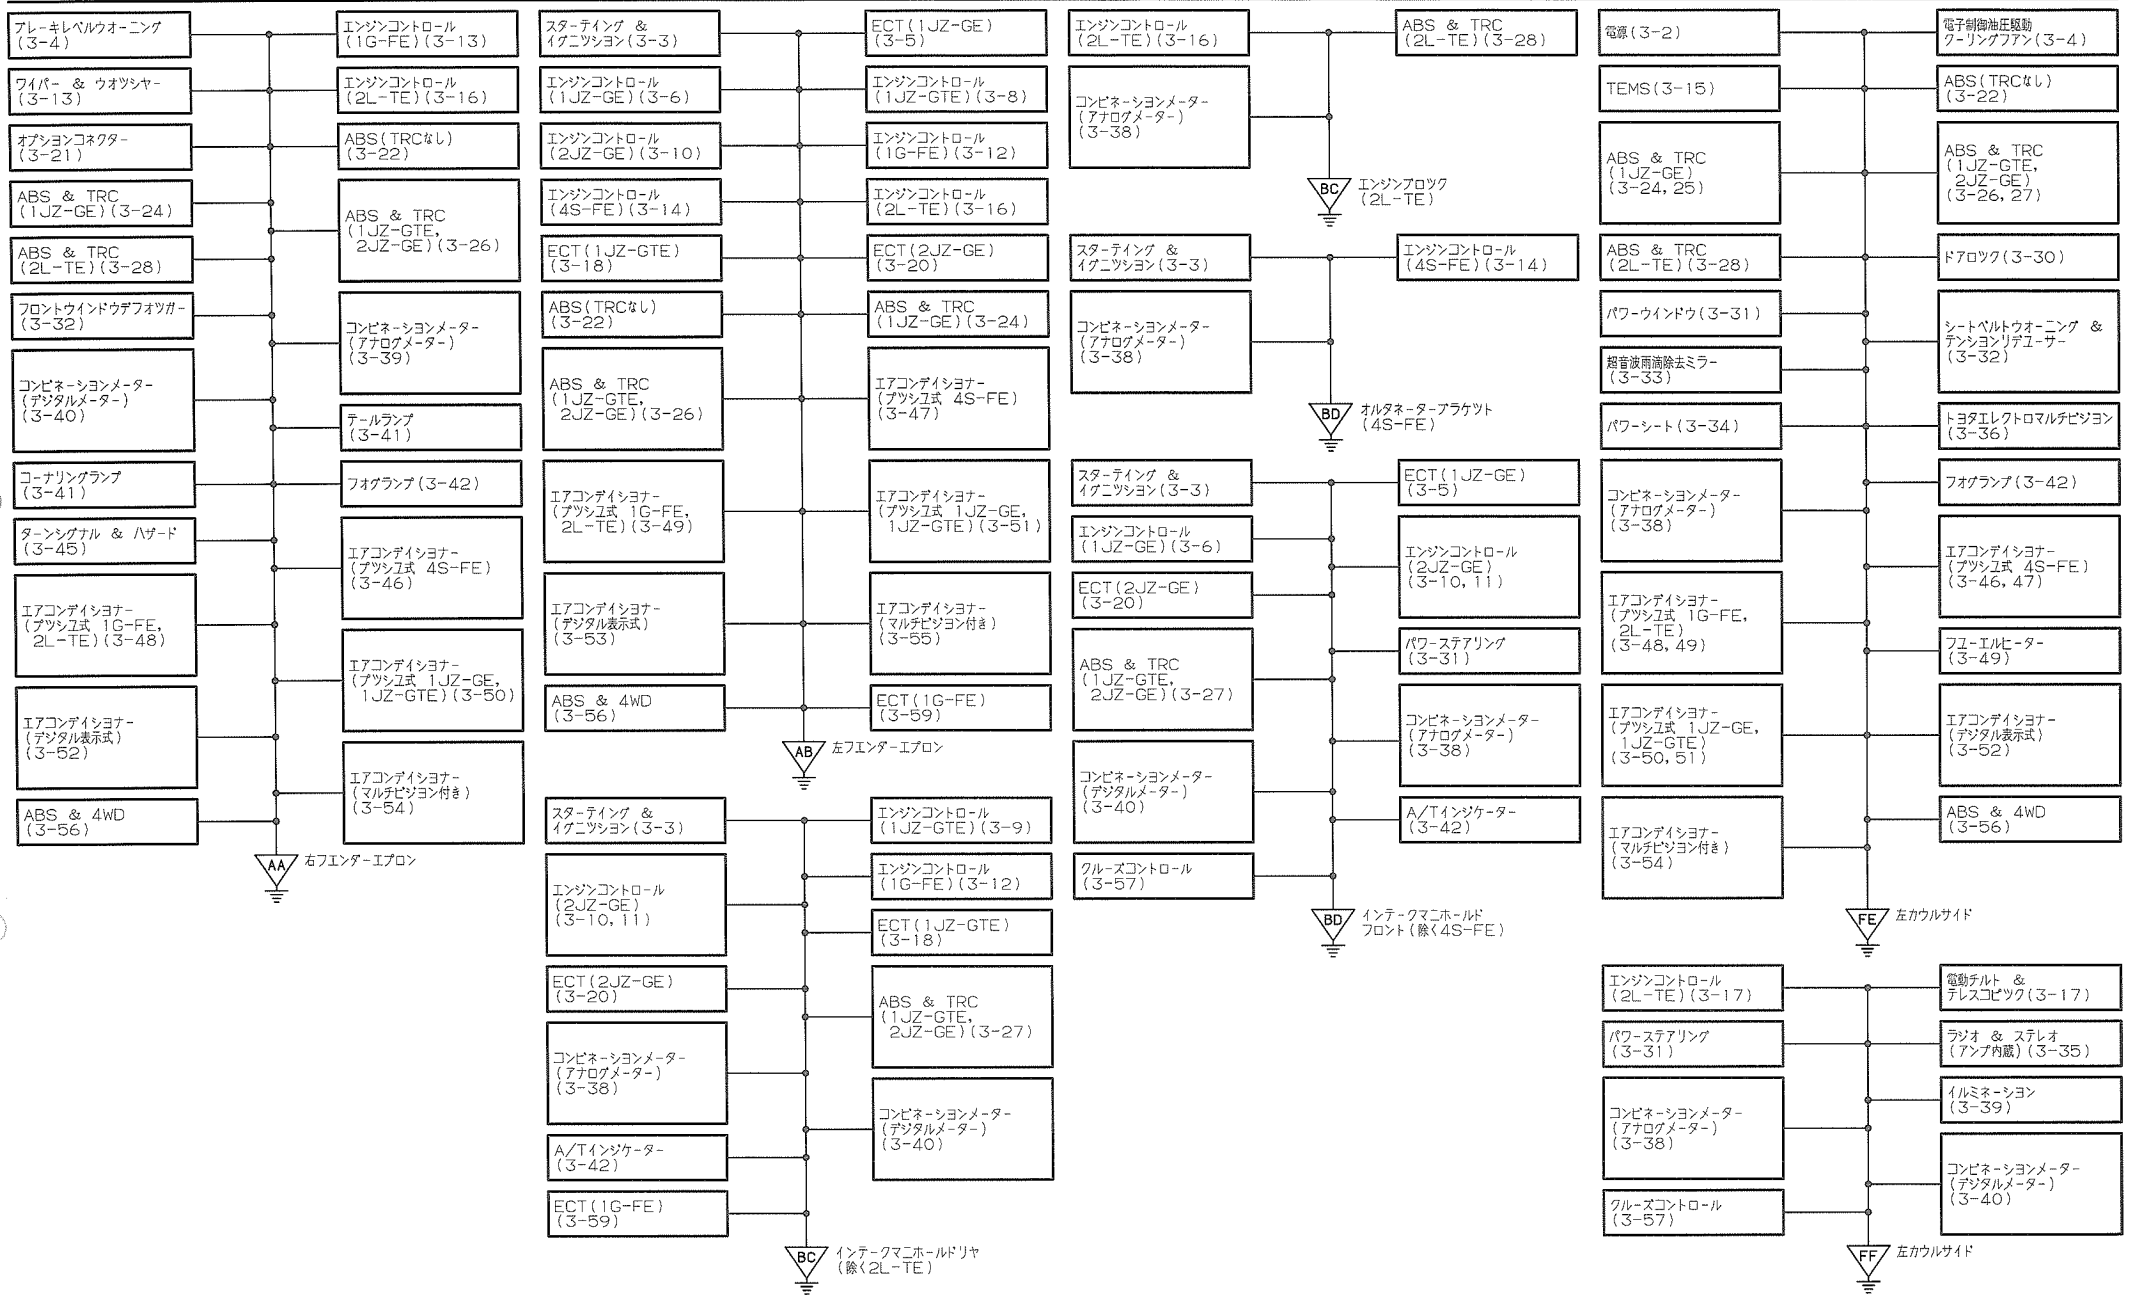 ブレーキレベルウオーニング
(3-4)
ワイパー & ウオツシヤー
(3-13)
オプシヨンコネクター
(3-21)
ABS & TRC
(1JZ-GE)(3-24)
ABS & TRC
(2L-TE)(3-28)
フロントウインドウデフオツガー
(3-32)
コンビネーシヨンメーター
(デジタルメーター)
(3-40)
コーナリングランプ
(3-41)
ターンシグナル & ハザード
(3-45)
エアコンデイシヨナー
(プツシユ式 1G-FE,
2L-TE)(3-48)
エアコンデイシヨナー
(デジタル表示式)
(3-52)
ABS & 4WD
(3-56)
エンジンコントロール
(1G-FE)(3-13)
エンジンコントロール
(2L-TE)(3-16)
ABS(TRCなし)
(3-22)
ABS & TRC
(1JZ-GTE,
2JZ-GE)(3-26)
コンビネーシヨンメーター
(アナログメーター)
(3-39)
テールランプ
(3-41)
フオグランプ(3-42)
エアコンデイシヨナー
(プツシユ式 4S-FE)
(3-46)
エアコンデイシヨナー
(プツシユ式 1JZ-GE,
1JZ-GTE)(3-50)
エアコンデイシヨナー
(マルチビジヨン付き)
(3-54)
AA 右フエンダーエプロン
スターテイング &
イグニツシヨン(3-3)
エンジンコントロール
(1JZ-GE)(3-6)
エンジンコントロール
(2JZ-GE)(3-10)
エンジンコントロール
(4S-FE)(3-14)
ECT(1JZ-GTE)
(3-18)
ABS(TRCなし)
(3-22)
ABS & TRC
(1JZ-GTE,
2JZ-GE)(3-26)
エアコンデイシヨナー
(プツシユ式 1G-FE,
2L-TE)(3-49)
エアコンデイシヨナー
(デジタル表示式)
(3-53)
ABS & 4WD
(3-56)
ECT(1JZ-GE)
(3-5)
エンジンコントロール
(1JZ-GTE)(3-8)
エンジンコントロール
(1G-FE)(3-12)
エンジンコントロール
(2L-TE)(3-16)
ECT(2JZ-GE)
(3-20)
ABS & TRC
(1JZ-GE)(3-24)
エアコンデイシヨナー
(プツシユ式 4S-FE)
(3-47)
エアコンデイシヨナー
(プツシユ式 1JZ-GE,
1JZ-GTE)(3-51)
エアコンデイシヨナー
(マルチビジヨン付き)
(3-55)
ECT(1G-FE)
(3-59)
AB 左フエンダーエプロン
スターテイング &
イグニツシヨン(3-3)
エンジンコントロール
(2JZ-GE)
(3-10,11)
ECT(2JZ-GE)
(3-20)
コンビネーシヨンメーター
(アナログメーター)
(3-38)
A/Tインジケーター
(3-42)
ECT(1G-FE)
(3-59)
エンジンコントロール
(1JZ-GTE)(3-9)
エンジンコントロール
(1G-FE)(3-12)
ECT(1JZ-GTE)
(3-18)
ABS & TRC
(1JZ-GTE,
2JZ-GE)(3-27)
コンビネーシヨンメーター
(デジタルメーター)
(3-40)
BC インテークマニホールドリヤ
(除く2L-TE)
エンジンコントロール
(2L-TE)(3-16)
コンビネーシヨンメーター
(アナログメーター)
(3-38)
ABS & TRC
(2L-TE)(3-28)
BC エンジンブロツク
(2L-TE)
スターテイング &
イグニツシヨン(3-3)
コンビネーシヨンメーター
(アナログメーター)
(3-38)
エンジンコントロール
(4S-FE)(3-14)
BD オルタネーターブラケツト
(4S-FE)
スターテイング &
イグニツシヨン(3-3)
エンジンコントロール
(1JZ-GE)(3-6)
ECT(2JZ-GE)
(3-20)
ABS & TRC
(1JZ-GTE,
2JZ-GE)(3-27)
コンビネーシヨンメーター
(デジタルメーター)
(3-40)
クルーズコントロール
(3-57)
ECT(1JZ-GE)
(3-5)
エンジンコントロール
(2JZ-GE)
(3-10,11)
パワーステアリング
(3-31)
コンビネーシヨンメーター
(アナログメーター)
(3-38)
A/Tインジケーター
(3-42)
BD インテークマニホールド
フロント(除く4S-FE)
電源(3-2)
TEMS(3-15)
ABS & TRC
(1JZ-GE)
(3-24,25)
ABS & TRC
(2L-TE)(3-28)
パワーウインドウ(3-31)
超音波雨滴除去ミラー
(3-33)
パワーシート(3-34)
コンビネーシヨンメーター
(アナログメーター)
(3-38)
エアコンデイシヨナー
(プツシユ式 1G-FE,
2L-TE)
(3-48,49)
エアコンデイシヨナー
(プツシユ式 1JZ-GE,
1JZ-GTE)
(3-50,51)
エアコンデイシヨナー
(マルチビジヨン付き)
(3-54)
電子制御油圧駆動
クーリングフアン(3-4)
ABS(TRCなし)
(3-22)
ABS & TRC
(1JZ-GTE,
2JZ-GE)
(3-26,27)
ドアロツク(3-30)
シートベルトウオーニング &
テンシヨンリデユーサー
(3-32)
トヨタエレクトロマルチビジヨン
(3-36)
フオグランプ(3-42)
エアコンデイシヨナー
(プツシユ式 4S-FE)
(3-46,47)
フユーエルヒーター
(3-49)
エアコンデイシヨナー
(デジタル表示式)
(3-52)
ABS & 4WD
(3-56)
FE 左カウルサイド
エンジンコントロール
(2L-TE)(3-17)
パワーステアリング
(3-31)
コンビネーシヨンメーター
(アナログメーター)
(3-38)
クルーズコントロール
(3-57)
電動チルト &
テレスコピツク(3-17)
ラジオ & ステレオ
(アンプ内蔵)(3-35)
イルミネーシヨン
(3-39)
コンビネーシヨンメーター
(デジタルメーター)
(3-40)
FF 左カウルサイド